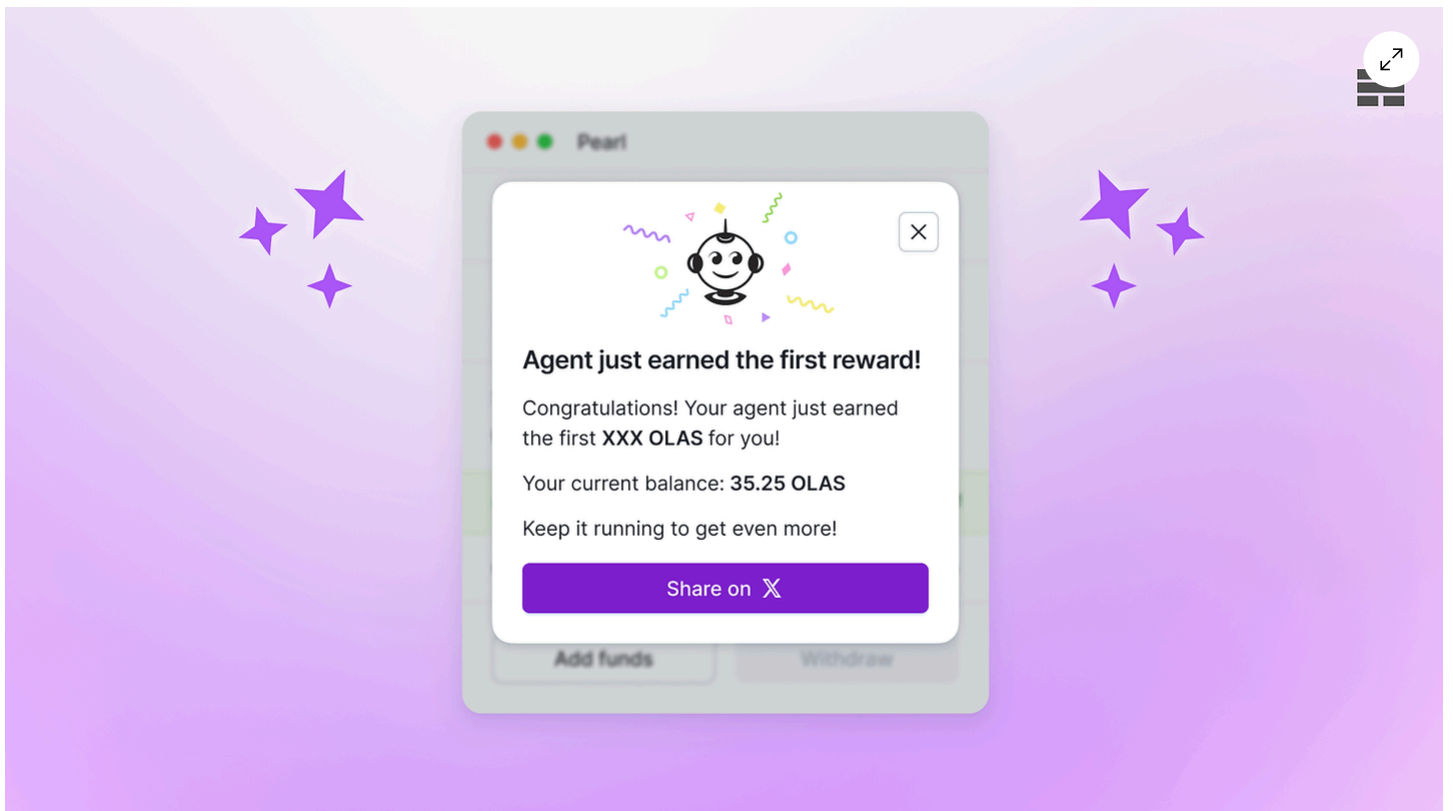 Pearl
Agent just earned the first reward!
Congratulations! Your agent just earned
the first XXX OLAS for you!
Your current balance: 35.25 OLAS
Keep it running to get even more!
Share on X
Add funds
Withdraw